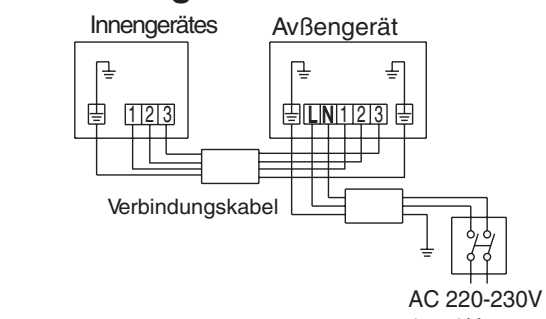 Innengerätes
Avßengerät
1 2 3
L N 1 2 3
Verbindungskabel
AC 220-230V